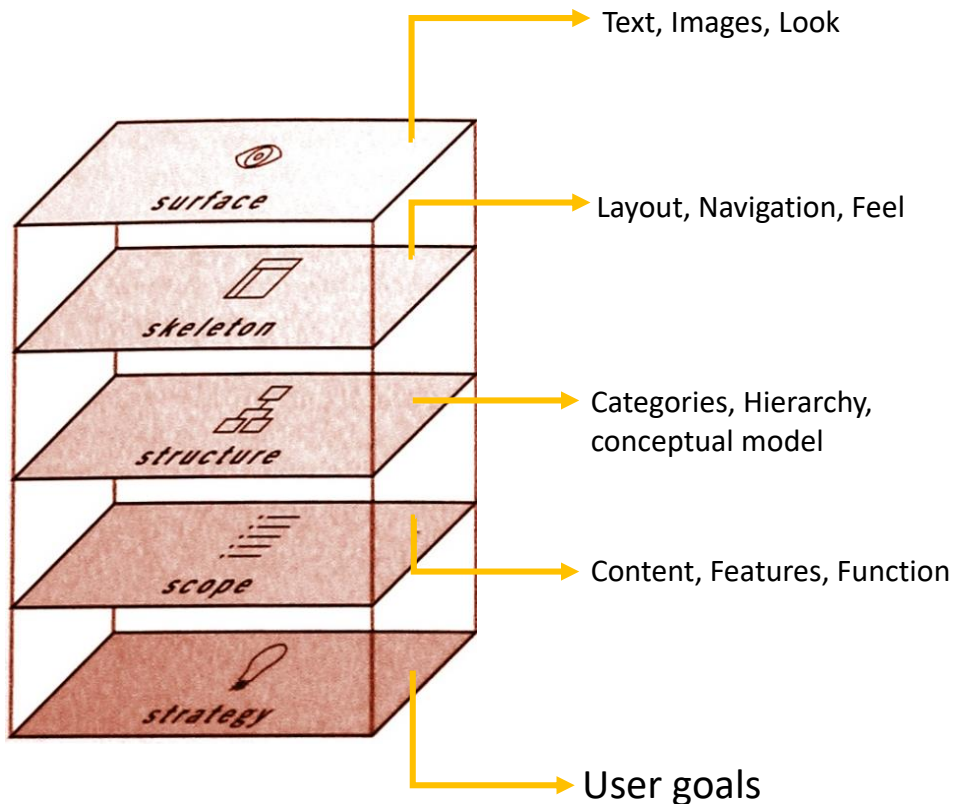 Text, Images, Look
surface
Layout, Navigation, Feel
skeleton
Categories, Hierarchy,
conceptual model
structure
Content, Features, Function
scope
strategy
User goals